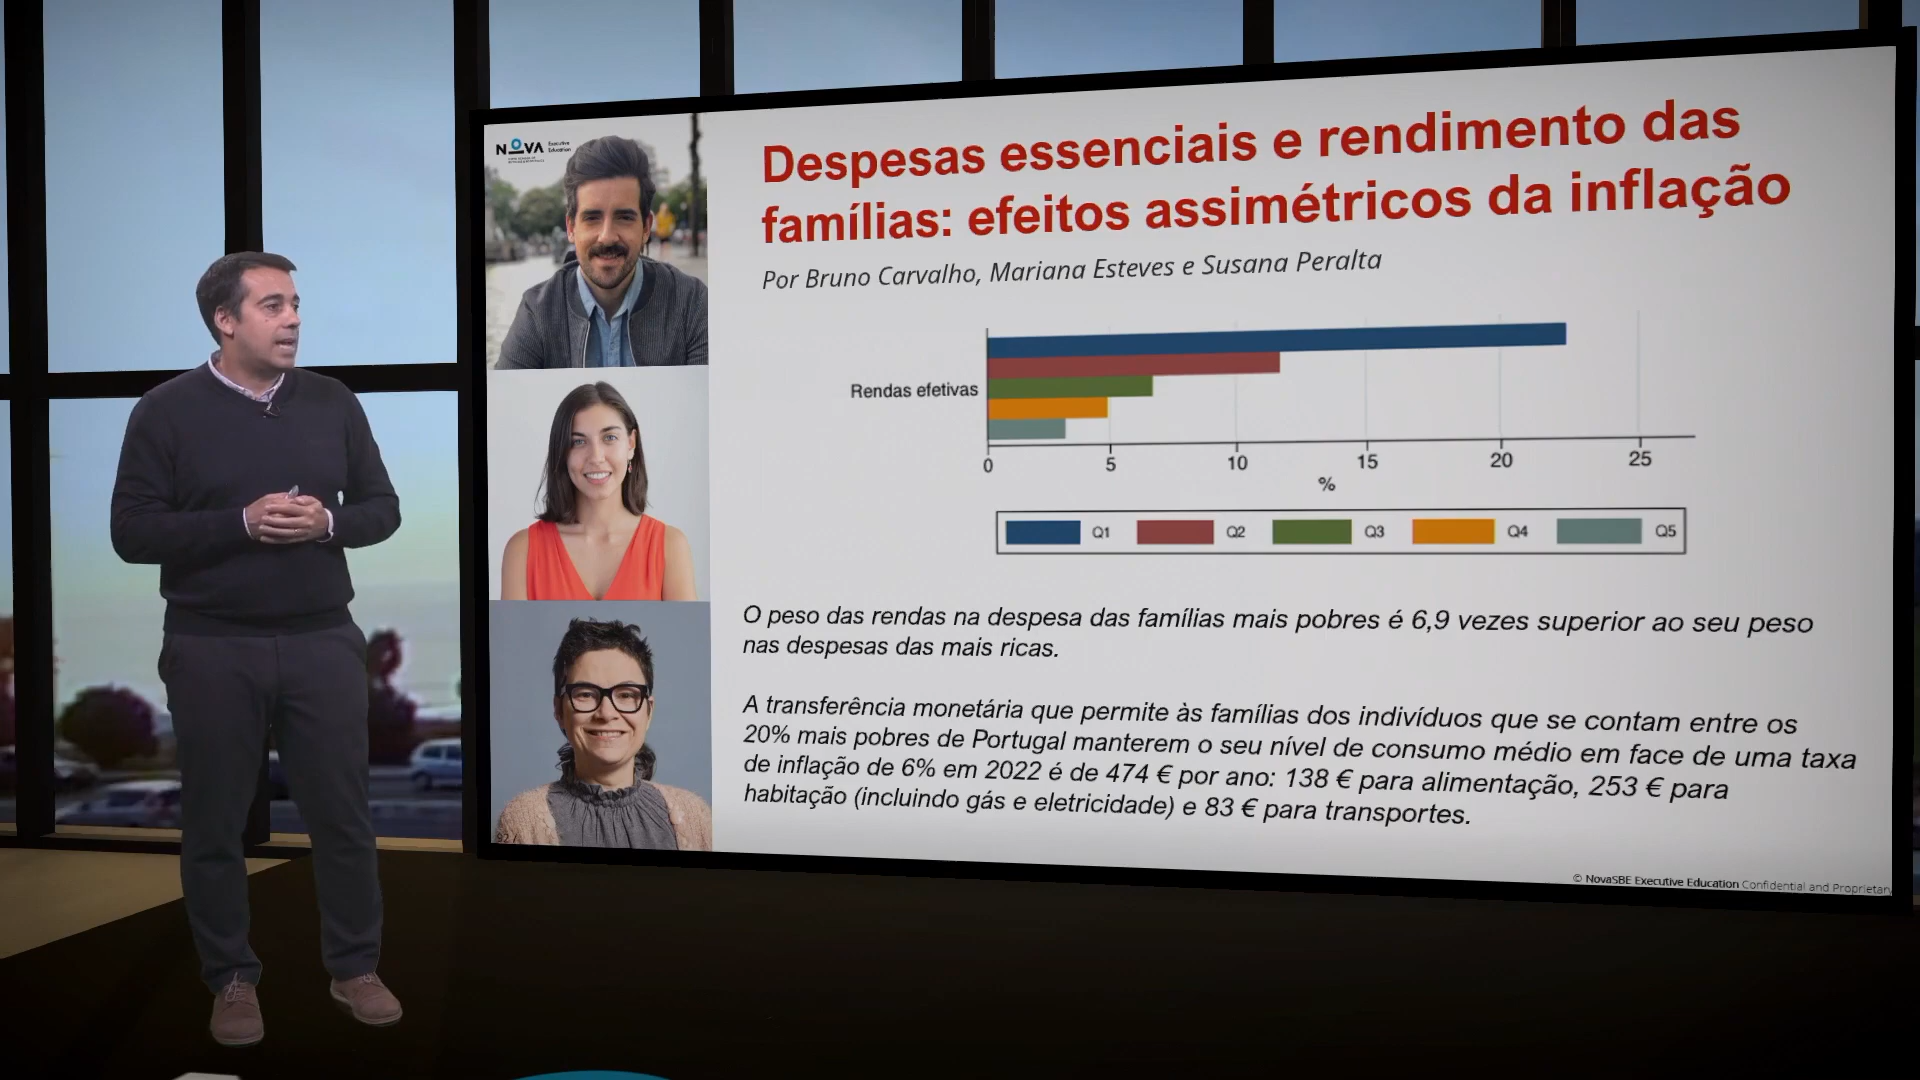 NOVA Executive
Education
Despesas essenciais e rendimento das
famílias: efeitos assimétricos da inflação
Por Bruno Carvalho, Mariana Esteves e Susana Peralta
Rendas efetivas
0 5 10 15 20 25
%
Q1 Q2 Q3 Q4 Q5
O peso das rendas na despesa das famílias mais pobres é 6,9 vezes superior ao seu peso
nas despesas das mais ricas.
A transferência monetária que permite às famílias dos indivíduos que se contam entre os
20% mais pobres de Portugal manterem o seu nível de consumo médio em face de uma taxa
de inflação de 6% em 2022 é de 474 € por ano: 138 € para alimentação, 253 € para
habitação (incluindo gás e eletricidade) e 83 € para transportes.
92 /
© NovaSBE Executive Education Confidential and Proprietary